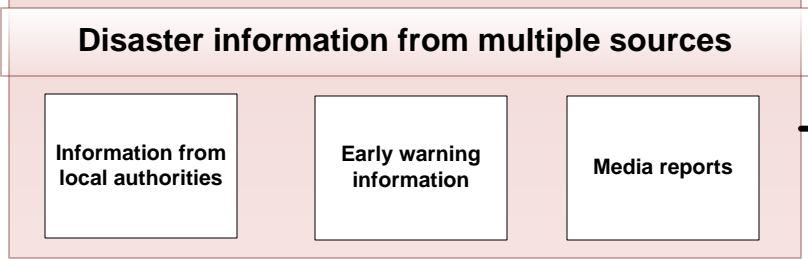 Disaster information from multiple sources
Information from
local authorities
Early warning
information
Media reports